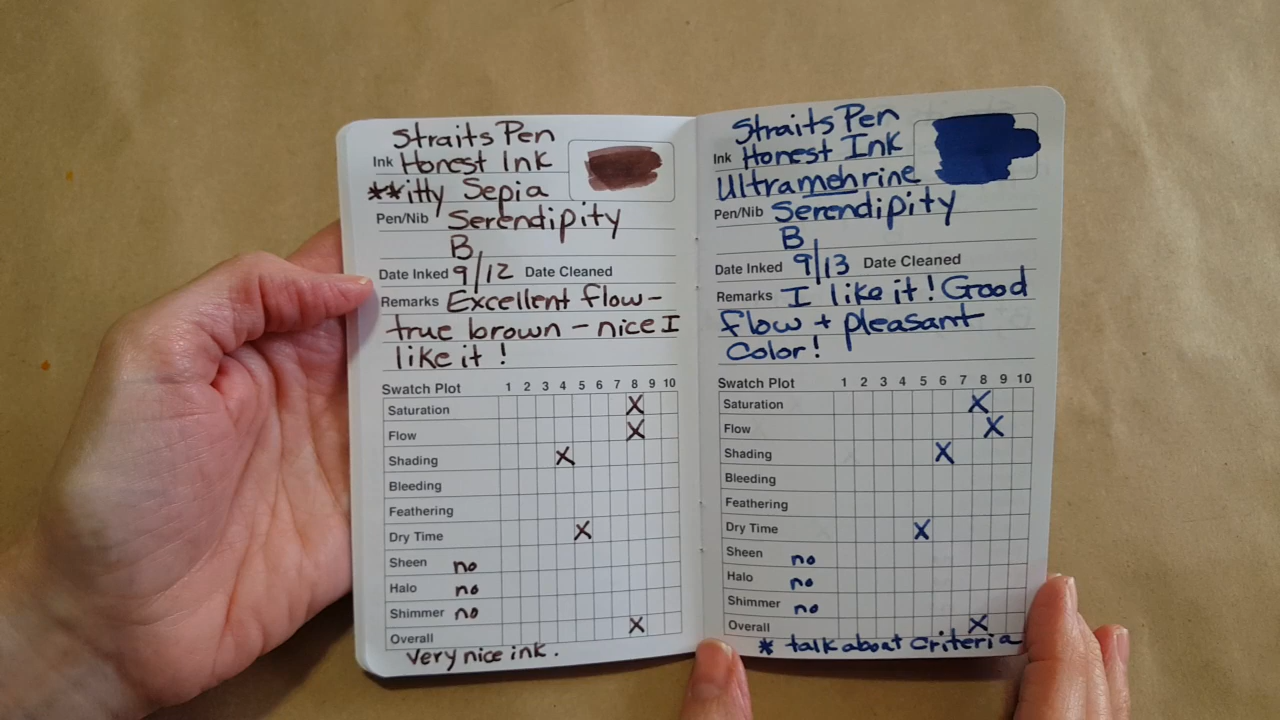 Straits Pen
Ink Honest Ink
**itty Sepia
Pen/Nib Serendipity
B
Date Inked 9/12 Date Cleaned
Remarks Excellent flow-
true brown - nice I
like it !
Swatch Plot 1 2 3 4 5 6 7 8 9 10
Saturation X
Flow X
Shading X
Bleeding
Feathering
Dry Time X
Sheen no
Halo no
Shimmer no
Overall X
Very nice ink.
Straits Pen
Ink Honest Ink
Ultramehrine
Pen/Nib Serendipity
B
Date Inked 9/13 Date Cleaned
Remarks I like it! Good
flow + pleasant
Color!
Swatch Plot 1 2 3 4 5 6 7 8 9 10
Saturation X
Flow X
Shading X
Bleeding
Feathering
Dry Time X
Sheen no
Halo no
Shimmer no
Overall X
* talk about criteria